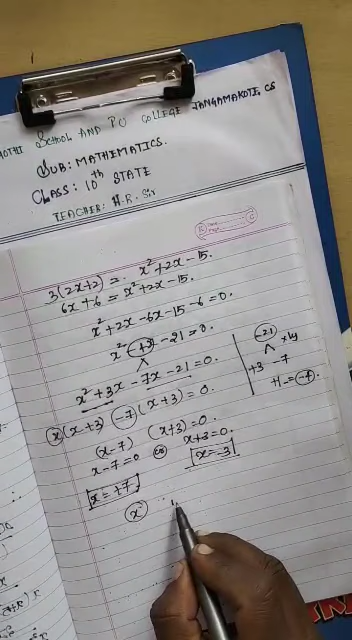 SCHOOL AND PU COLLEGE JANGAMAKOTE, CS
SUB: MATHEMATICS.
CLASS: 10th STATE
TEACHER: H.R. Sir
3(2x+2) = x²+2x-15.
6x+6 = x²+2x-15.
x²+2x-6x-15-6=0.
x²-4x-21=0.
x²+3x-7x-21=0.
x(x+3) -7(x+3)=0.
(x-7) (x+3)=0.
x-7=0 (or) x+3=0.
x=+7 x=-3
x
-21
xly
+3 -7
+l-=-4